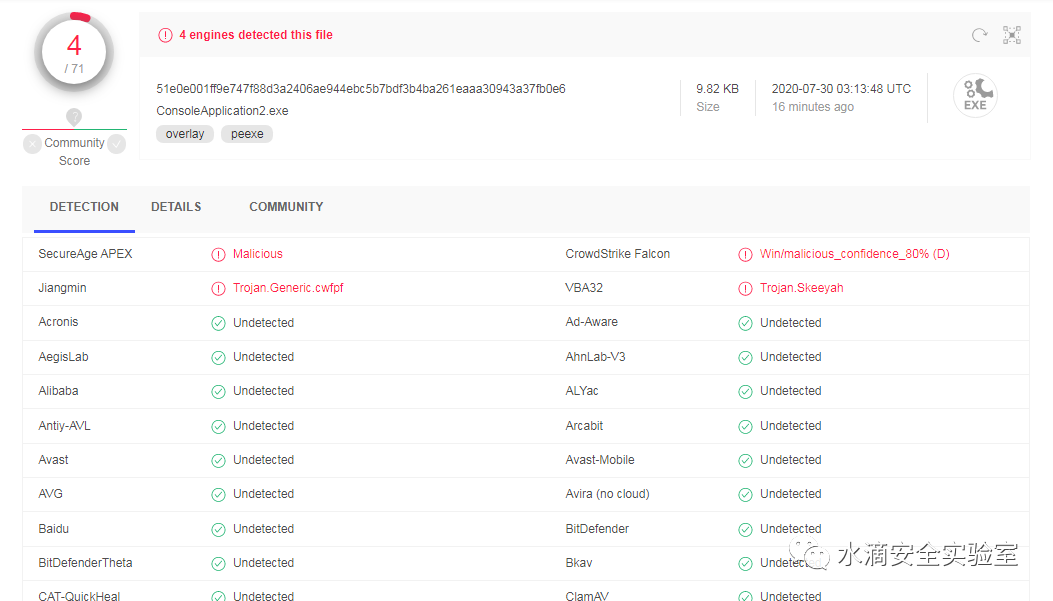 4
/ 71
?
Community
Score
4 engines detected this file
51e0e001ff9e747f88d3a2406ae944ebc5b7bdf3b4ba261eaaa30943a37fb0e6
ConsoleApplication2.exe
overlay peexe
9.82 KB
Size
2020-07-30 03:13:48 UTC
16 minutes ago
EXE
DETECTION DETAILS COMMUNITY
SecureAge APEX Malicious CrowdStrike Falcon Win/malicious_confidence_80% (D)
Jiangmin Trojan.Generic.cwfpf VBA32 Trojan.Skeeyah
Acronis Undetected Ad-Aware Undetected
AegisLab Undetected AhnLab-V3 Undetected
Alibaba Undetected ALYac Undetected
Antiy-AVL Undetected Arcabit Undetected
Avast Undetected Avast-Mobile Undetected
AVG Undetected Avira (no cloud) Undetected
Baidu Undetected BitDefender Undetected
BitDefenderTheta Undetected Bkav Undetected
CAT-QuickHeal Undetected ClamAV Undetected
水滴安全实验室